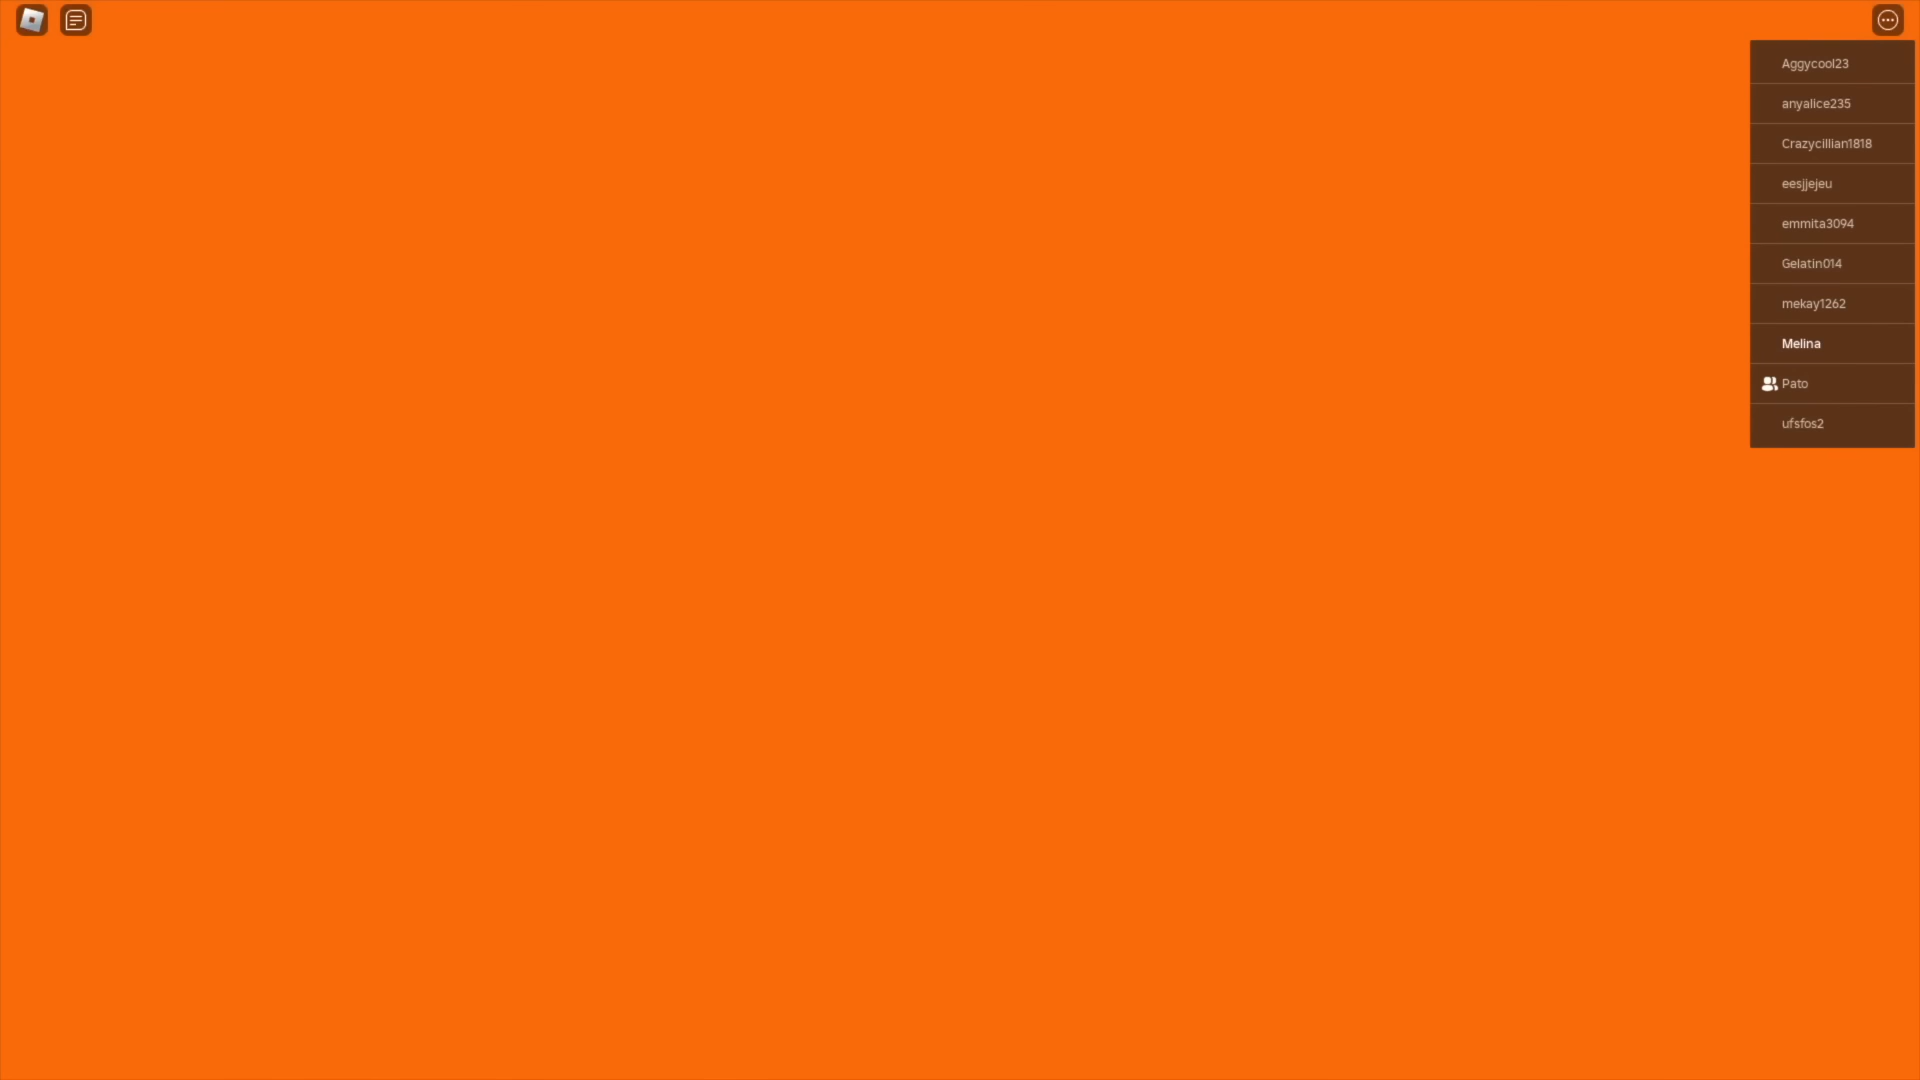 Aggycool23
anyalice235
Crazycillian1818
eesjjejeu
emmita3094
Gelatin014
mekay1262
Melina
Pato
ufsfos2